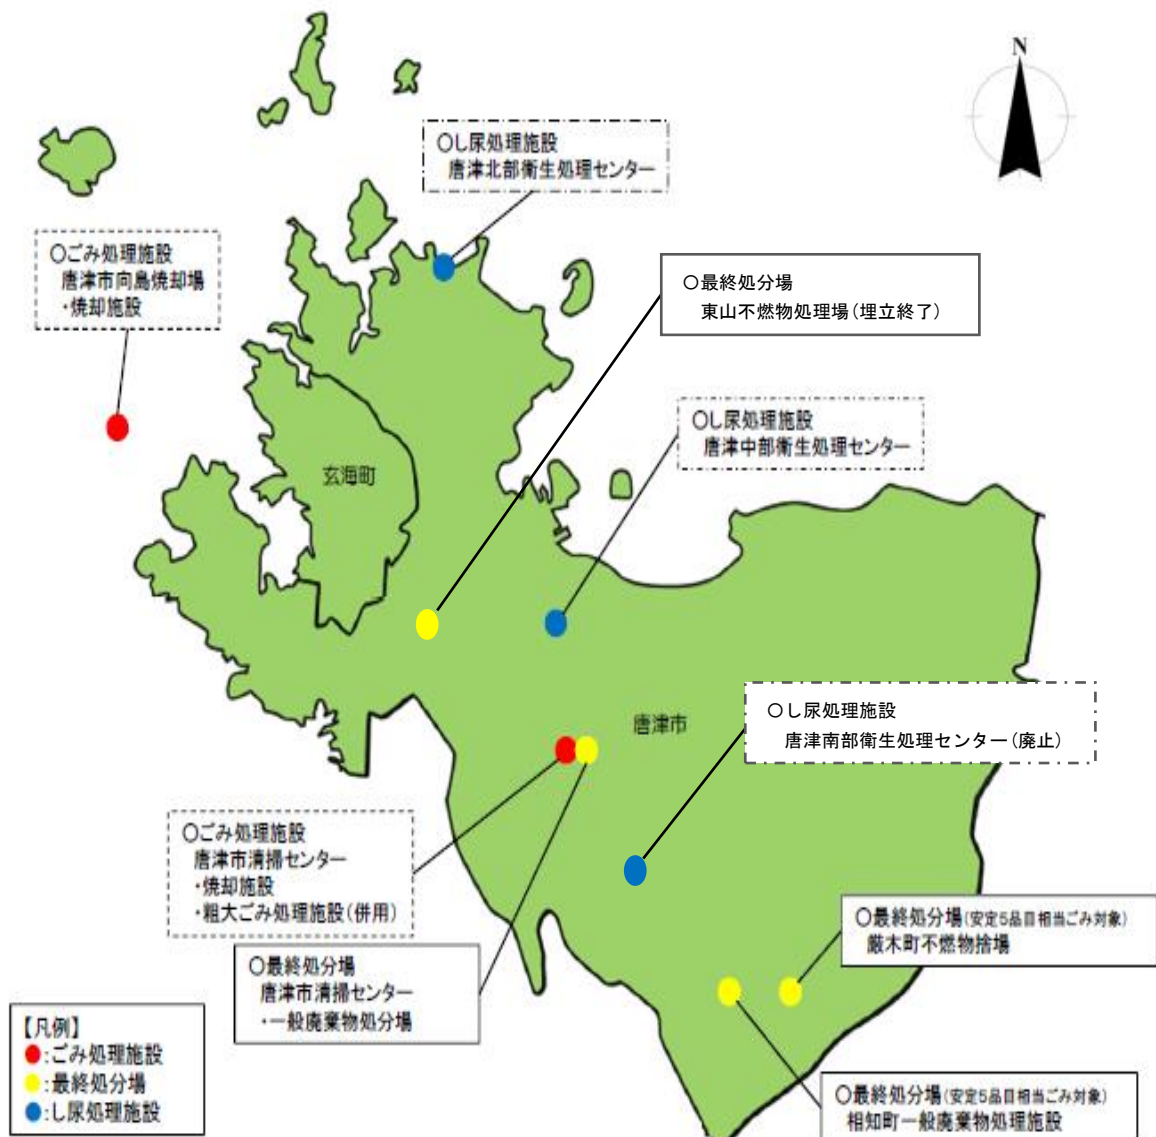 N
〇し尿処理施設
唐津北部衛生処理センター
〇ごみ処理施設
唐津市向島焼却場
・焼却施設
〇最終処分場
東山不燃物処理場(埋立終了)
〇し尿処理施設
唐津中部衛生処理センター
玄海町
唐津市
〇し尿処理施設
唐津南部衛生処理センター(廃止)
〇ごみ処理施設
唐津市清掃センター
・焼却施設
・粗大ごみ処理施設(併用)
〇最終処分場(安定5品目相当ごみ対象)
厳木町不燃物捨場
〇最終処分場
唐津市清掃センター
・一般廃棄物処分場
【凡例】
●:ごみ処理施設
●:最終処分場
●:し尿処理施設
〇最終処分場(安定5品目相当ごみ対象)
相知町一般廃棄物処理施設